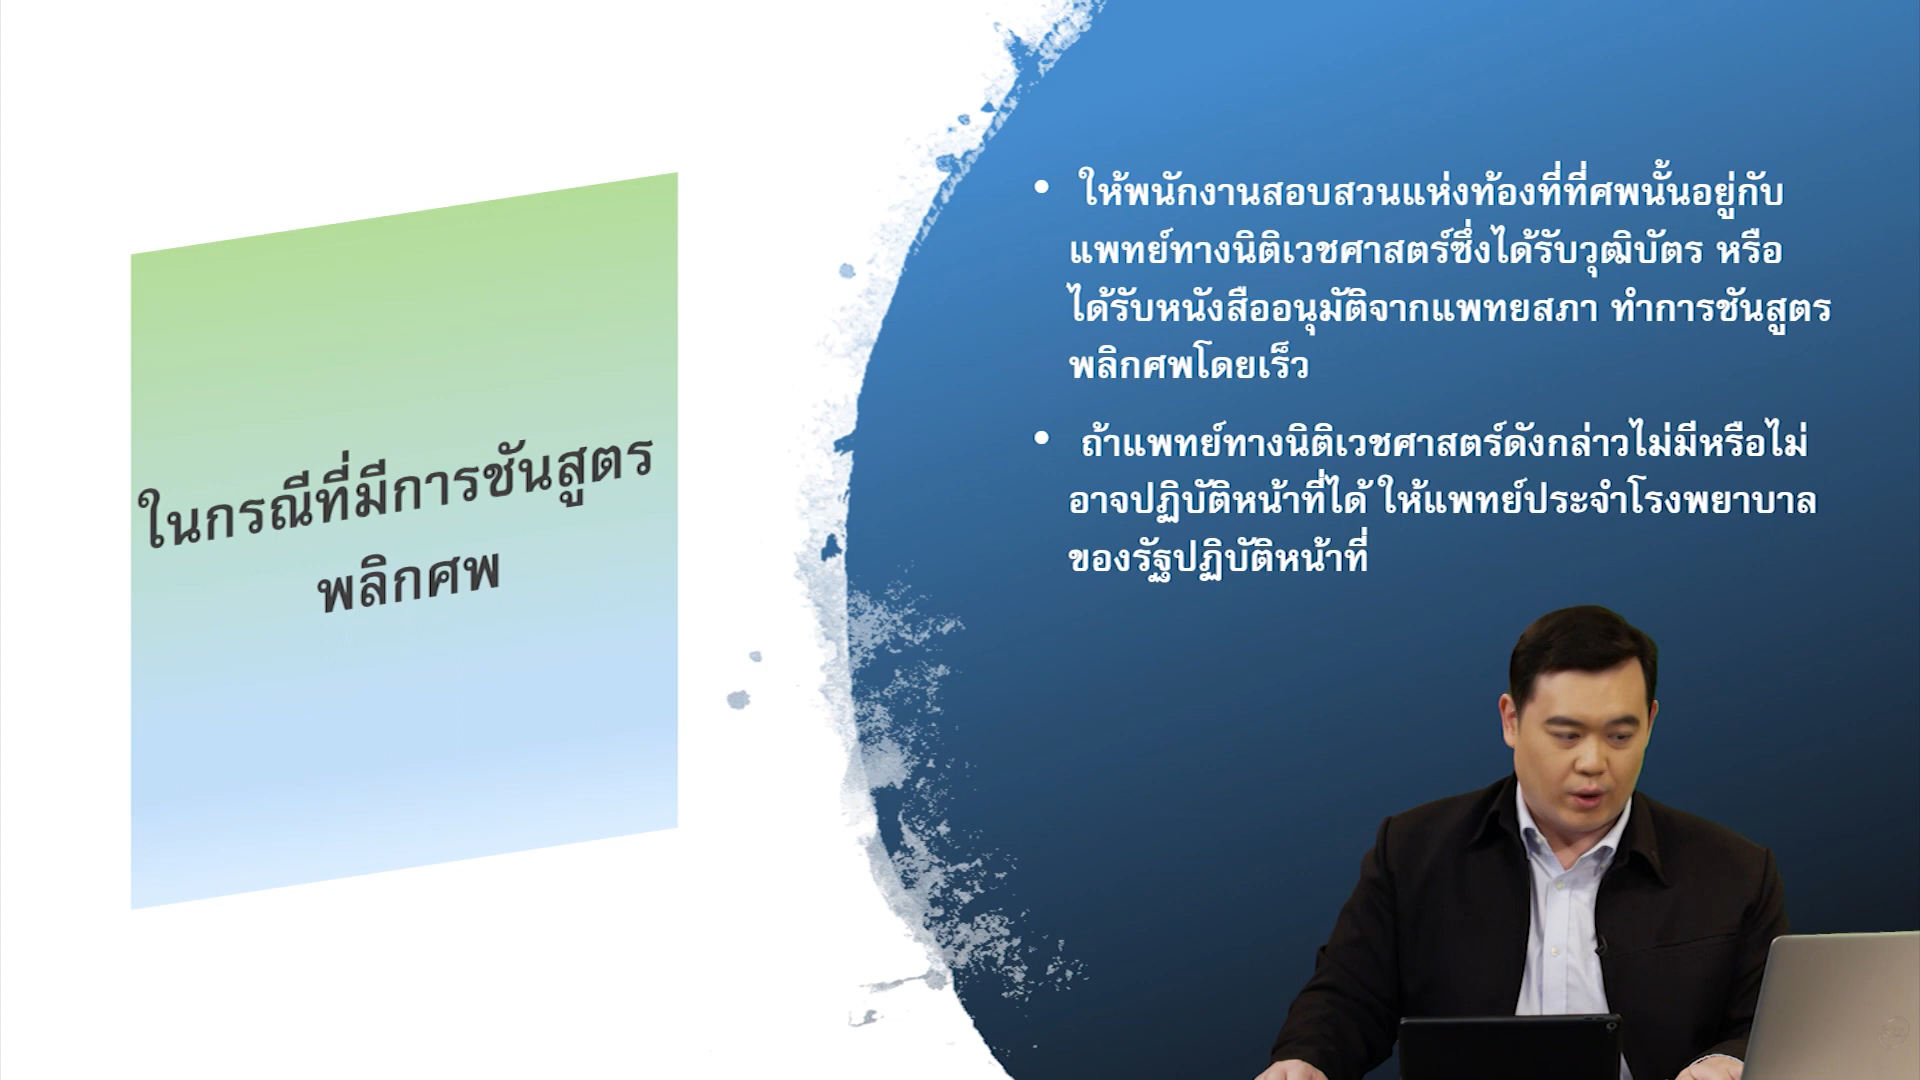 ในกรณีที่มีการชันสูตร
พลิกศพ
• ให้พนักงานสอบสวนแห่งท้องที่ที่ศพนั้นอยู่กับ
แพทย์ทางนิติเวชศาสตร์ซึ่งได้รับวุฒิบัตร หรือ
ได้รับหนังสืออนุมัติจากแพทยสภา ทำการชันสูตร
พลิกศพโดยเร็ว
• ถ้าแพทย์ทางนิติเวชศาสตร์ดังกล่าวไม่มีหรือไม่
อาจปฏิบัติหน้าที่ได้ ให้แพทย์ประจำโรงพยาบาล
ของรัฐปฏิบัติหน้าที่